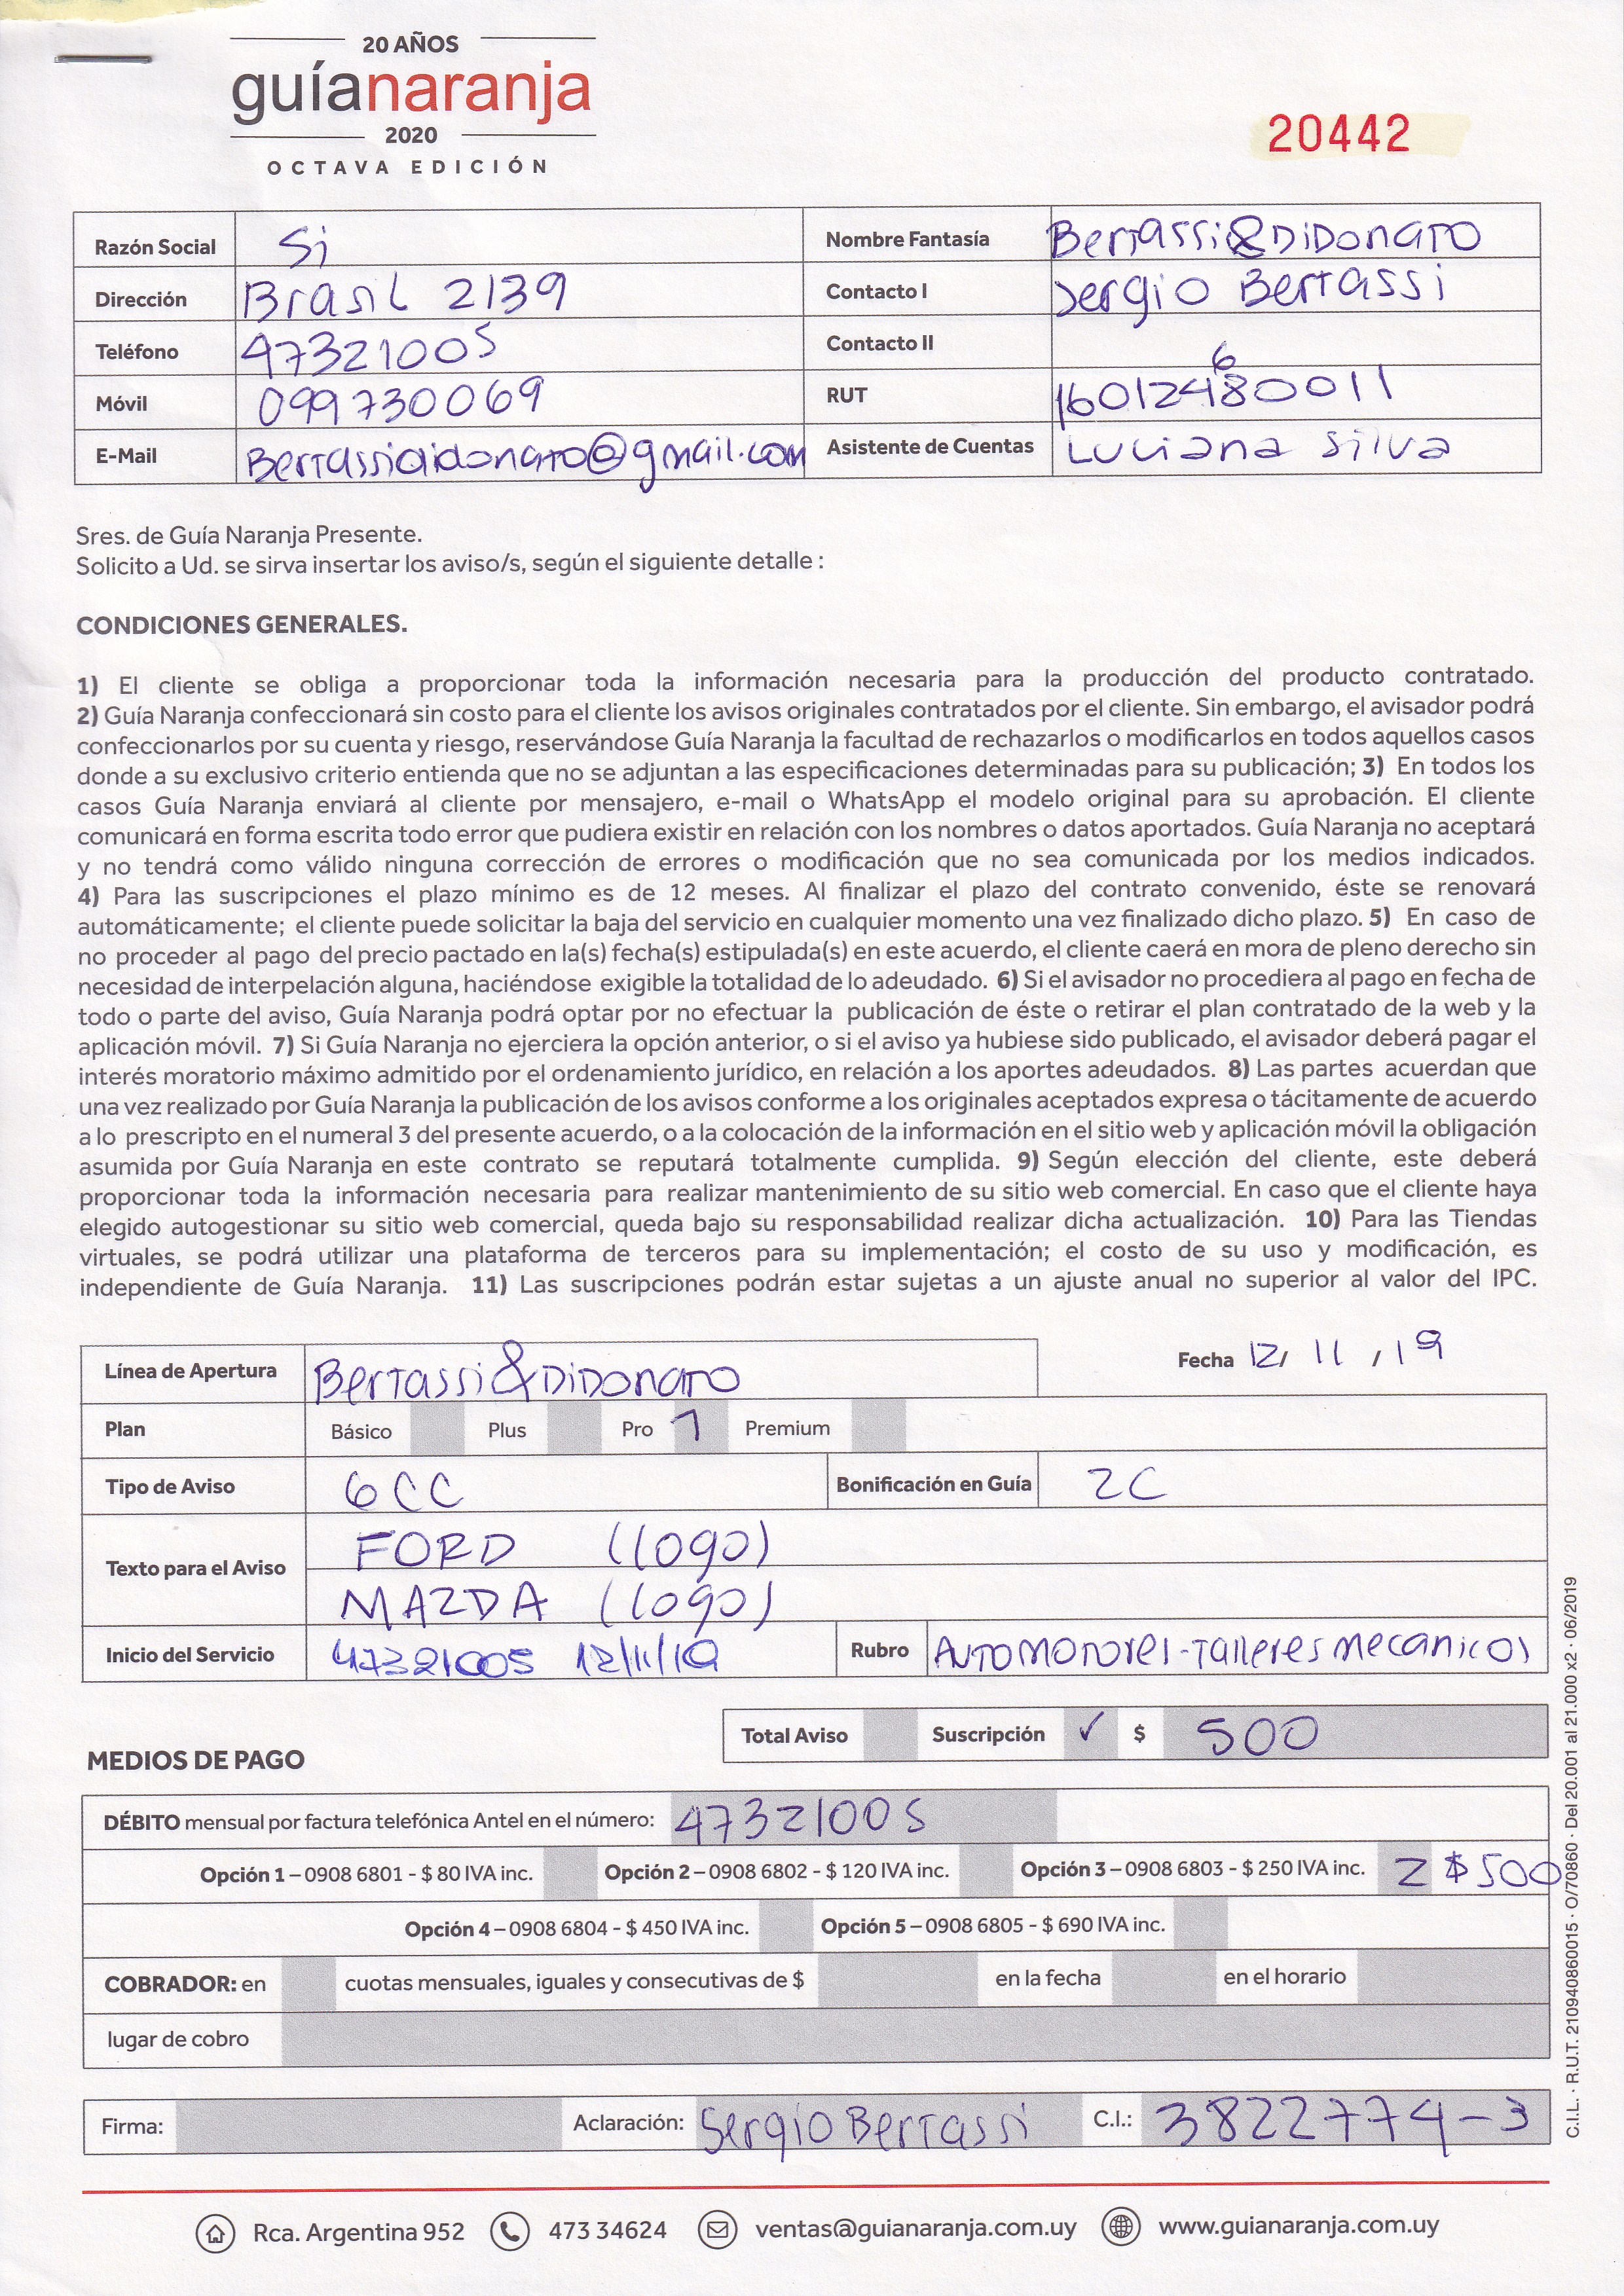 20 AÑOS
guíanaranja
2020
OCTAVA EDICIÓN
20442
Razón Social Si Nombre Fantasía Bertassi&DiDonato
Dirección Brasil 2139 Contacto I Sergio Bertassi
Teléfono 47321005 Contacto II
Móvil 099730069 RUT
E-Mail Bertassididonato@gmail.com Asistente de Cuentas Luciana Silva
Sres. de Guía Naranja Presente.
Solicito a Ud. se sirva insertar los aviso/s, según el siguiente detalle :
CONDICIONES GENERALES.
1) El cliente se obliga a proporcionar toda la información necesaria para la producción del producto contratado.
2) Guía Naranja confeccionará sin costo para el cliente los avisos originales contratados por el cliente. Sin embargo, el avisador podrá
confeccionarlos por su cuenta y riesgo, reservándose Guía Naranja la facultad de rechazarlos o modificarlos en todos aquellos casos
donde a su exclusivo criterio entienda que no se adjuntan a las especificaciones determinadas para su publicación; 3) En todos los
casos Guía Naranja enviará al cliente por mensajero, e-mail o WhatsApp el modelo original para su aprobación. El cliente
comunicará en forma escrita todo error que pudiera existir en relación con los nombres o datos aportados. Guía Naranja no aceptará
y no tendrá como válido ninguna corrección de errores o modificación que no sea comunicada por los medios indicados.
4) Para las suscripciones el plazo mínimo es de 12 meses. Al finalizar el plazo del contrato convenido, éste se renovará
automáticamente; el cliente puede solicitar la baja del servicio en cualquier momento una vez finalizado dicho plazo. 5) En caso de
no proceder al pago del precio pactado en la(s) fecha(s) estipulada(s) en este acuerdo, el cliente caerá en mora de pleno derecho sin
necesidad de interpelación alguna, haciéndose exigible la totalidad de lo adeudado. 6) Si el avisador no procediera al pago en fecha de
todo o parte del aviso, Guía Naranja podrá optar por no efectuar la publicación de éste o retirar el plan contratado de la web y la
aplicación móvil. 7) Si Guía Naranja no ejerciera la opción anterior, o si el aviso ya hubiese sido publicado, el avisador deberá pagar el
interés moratorio máximo admitido por el ordenamiento jurídico, en relación a los aportes adeudados. 8) Las partes acuerdan que
una vez realizado por Guía Naranja la publicación de los avisos conforme a los originales aceptados expresa o tácitamente de acuerdo
a lo prescripto en el numeral 3 del presente acuerdo, o a la colocación de la información en el sitio web y aplicación móvil la obligación
asumida por Guía Naranja en este contrato se reputará totalmente cumplida. 9) Según elección del cliente, este deberá
proporcionar toda la información necesaria para realizar mantenimiento de su sitio web comercial. En caso que el cliente haya
elegido autogestionar su sitio web comercial, queda bajo su responsabilidad realizar dicha actualización. 10) Para las Tiendas
virtuales, se podrá utilizar una plataforma de terceros para su implementación; el costo de su uso y modificación, es
independiente de Guía Naranja. 11) Las suscripciones podrán estar sujetas a un ajuste anual no superior al valor del IPC.
Línea de Apertura Bertassi&DiDonato Fecha 12/ 11 /19
Plan Básico Plus Pro 1 Premium
Tipo de Aviso 6CC Bonificación en Guía 2C
Texto para el Aviso FORD (logo)
MAZDA (logo)
Inicio del Servicio 47321005 12/11/19 Rubro Automotores-Talleres mecanicos
Total Aviso Suscripción ✓ $ 500
MEDIOS DE PAGO
DÉBITO mensual por factura telefónica Antel en el número: 47321005
Opción 1 – 0908 6801 - $ 80 IVA inc. Opción 2 – 0908 6802 - $ 120 IVA inc. Opción 3 – 0908 6803 - $ 250 IVA inc. 2 $500
Opción 4 – 0908 6804 - $ 450 IVA inc. Opción 5 – 0908 6805 - $ 690 IVA inc.
COBRADOR: en cuotas mensuales, iguales y consecutivas de $ en la fecha en el horario
lugar de cobro
Firma: Aclaración: Sergio Bertassi C.I.: 3822774-3
Rca. Argentina 952 473 34624 ventas@guianaranja.com.uy www.guianaranja.com.uy
C.I.L. · R.U.T. 210940860015 · O/70860 · Del 20.001 al 21.000 x2 · 06/2019